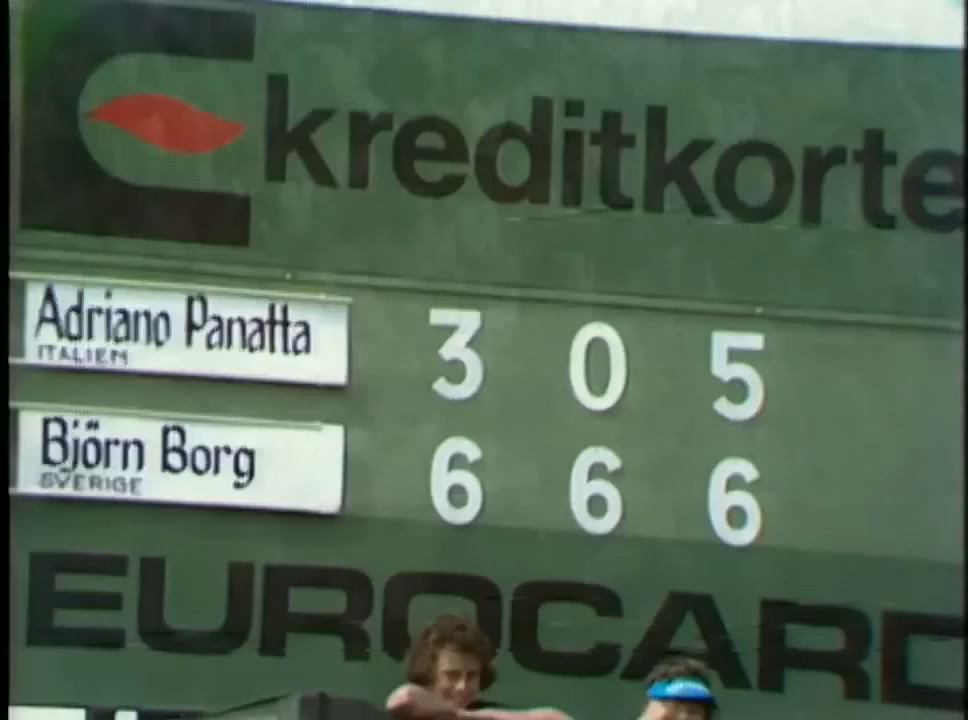 kreditkorte
Adriano Panatta 3 0 5
ITALIEN
Björn Borg 6 6 6
SVERIGE
EUROCARD